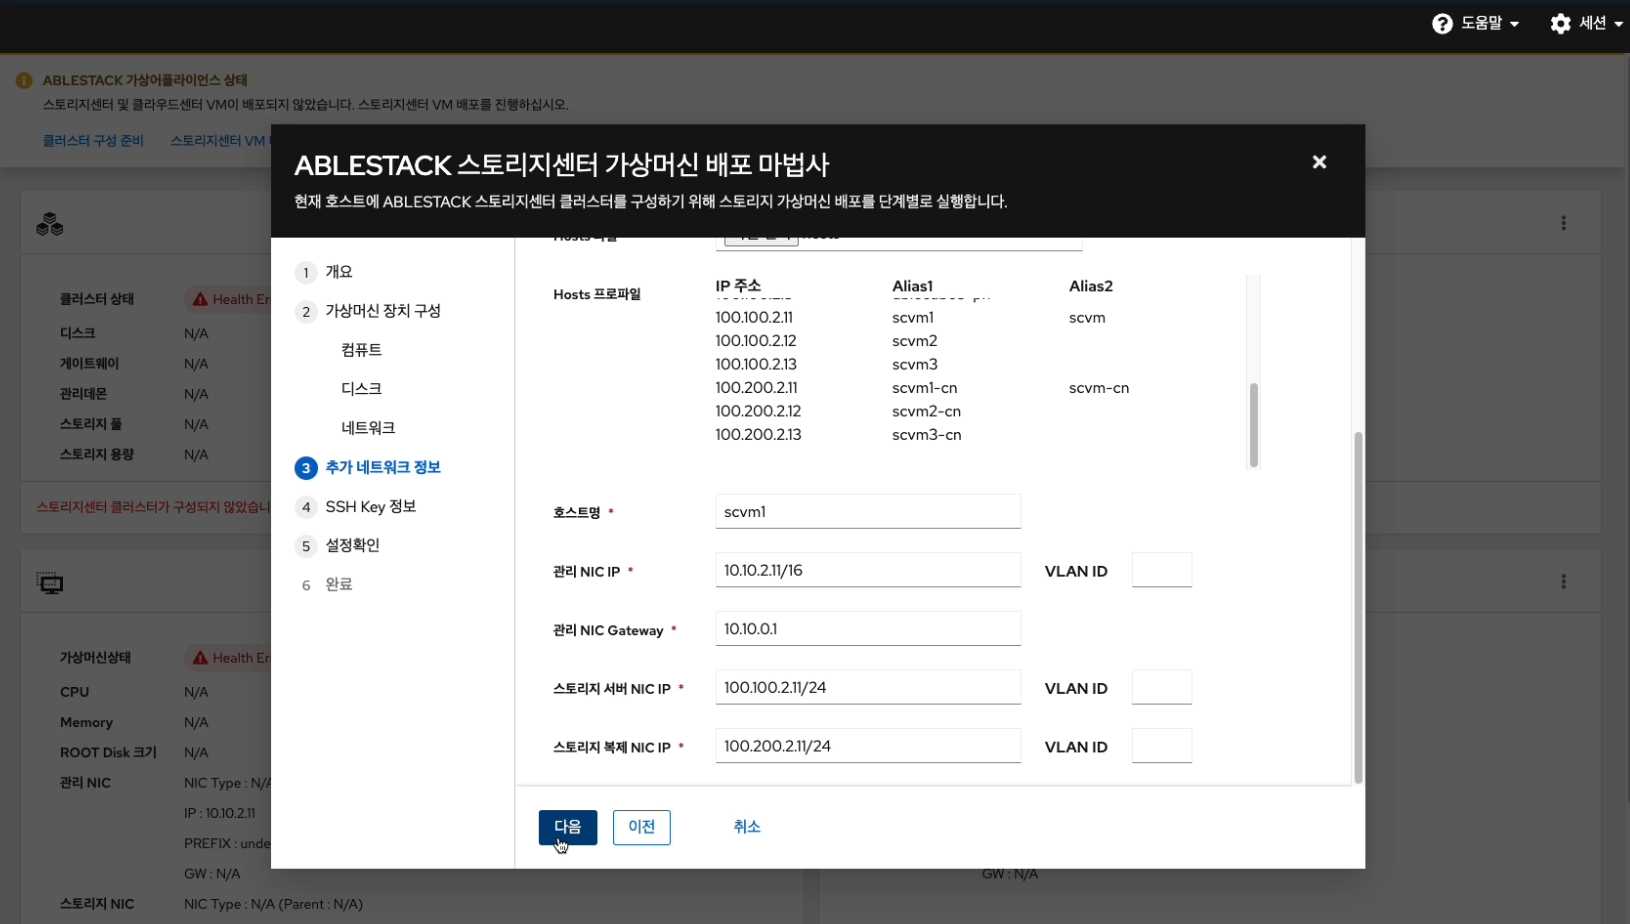 도움말
세션
ABLESTACK 가상어플라이언스 상태
스토리지센터 및 클라우드센터 VM이 배포되지 않았습니다. 스토리지센터 VM 배포를 진행하십시오.
클러스터 구성 준비
스토리지센터 VM
ABLESTACK 스토리지센터 가상머신 배포 마법사
현재 호스트에 ABLESTACK 스토리지센터 클러스터를 구성하기 위해 스토리지 가상머신 배포를 단계별로 실행합니다.
클러스터 상태
Health Er
디스크
N/A
게이트웨이
N/A
관리데몬
N/A
스토리지 풀
N/A
스토리지 용량
N/A
스토리지센터 클러스터가 구성되지 않았습니
가상머신상태
Health Er
CPU
N/A
Memory
N/A
ROOT Disk 크기
N/A
관리 NIC
NIC Type : N/A
IP : 10.10.2.11
PREFIX : unde
GW : N/A
스토리지 NIC
NIC Type : N/A (Parent : N/A)
GW : N/A
1 개요
2 가상머신 장치 구성
컴퓨트
디스크
네트워크
3 추가 네트워크 정보
4 SSH Key 정보
5 설정확인
6 완료
Hosts 프로파일
IP 주소 Alias1 Alias2
100.100.2.11 scvm1 scvm
100.100.2.12 scvm2
100.100.2.13 scvm3
100.200.2.11 scvm1-cn scvm-cn
100.200.2.12 scvm2-cn
100.200.2.13 scvm3-cn
호스트명 * scvm1
관리 NIC IP * 10.10.2.11/16 VLAN ID
관리 NIC Gateway * 10.10.0.1
스토리지 서버 NIC IP * 100.100.2.11/24 VLAN ID
스토리지 복제 NIC IP * 100.200.2.11/24 VLAN ID
다음 이전 취소